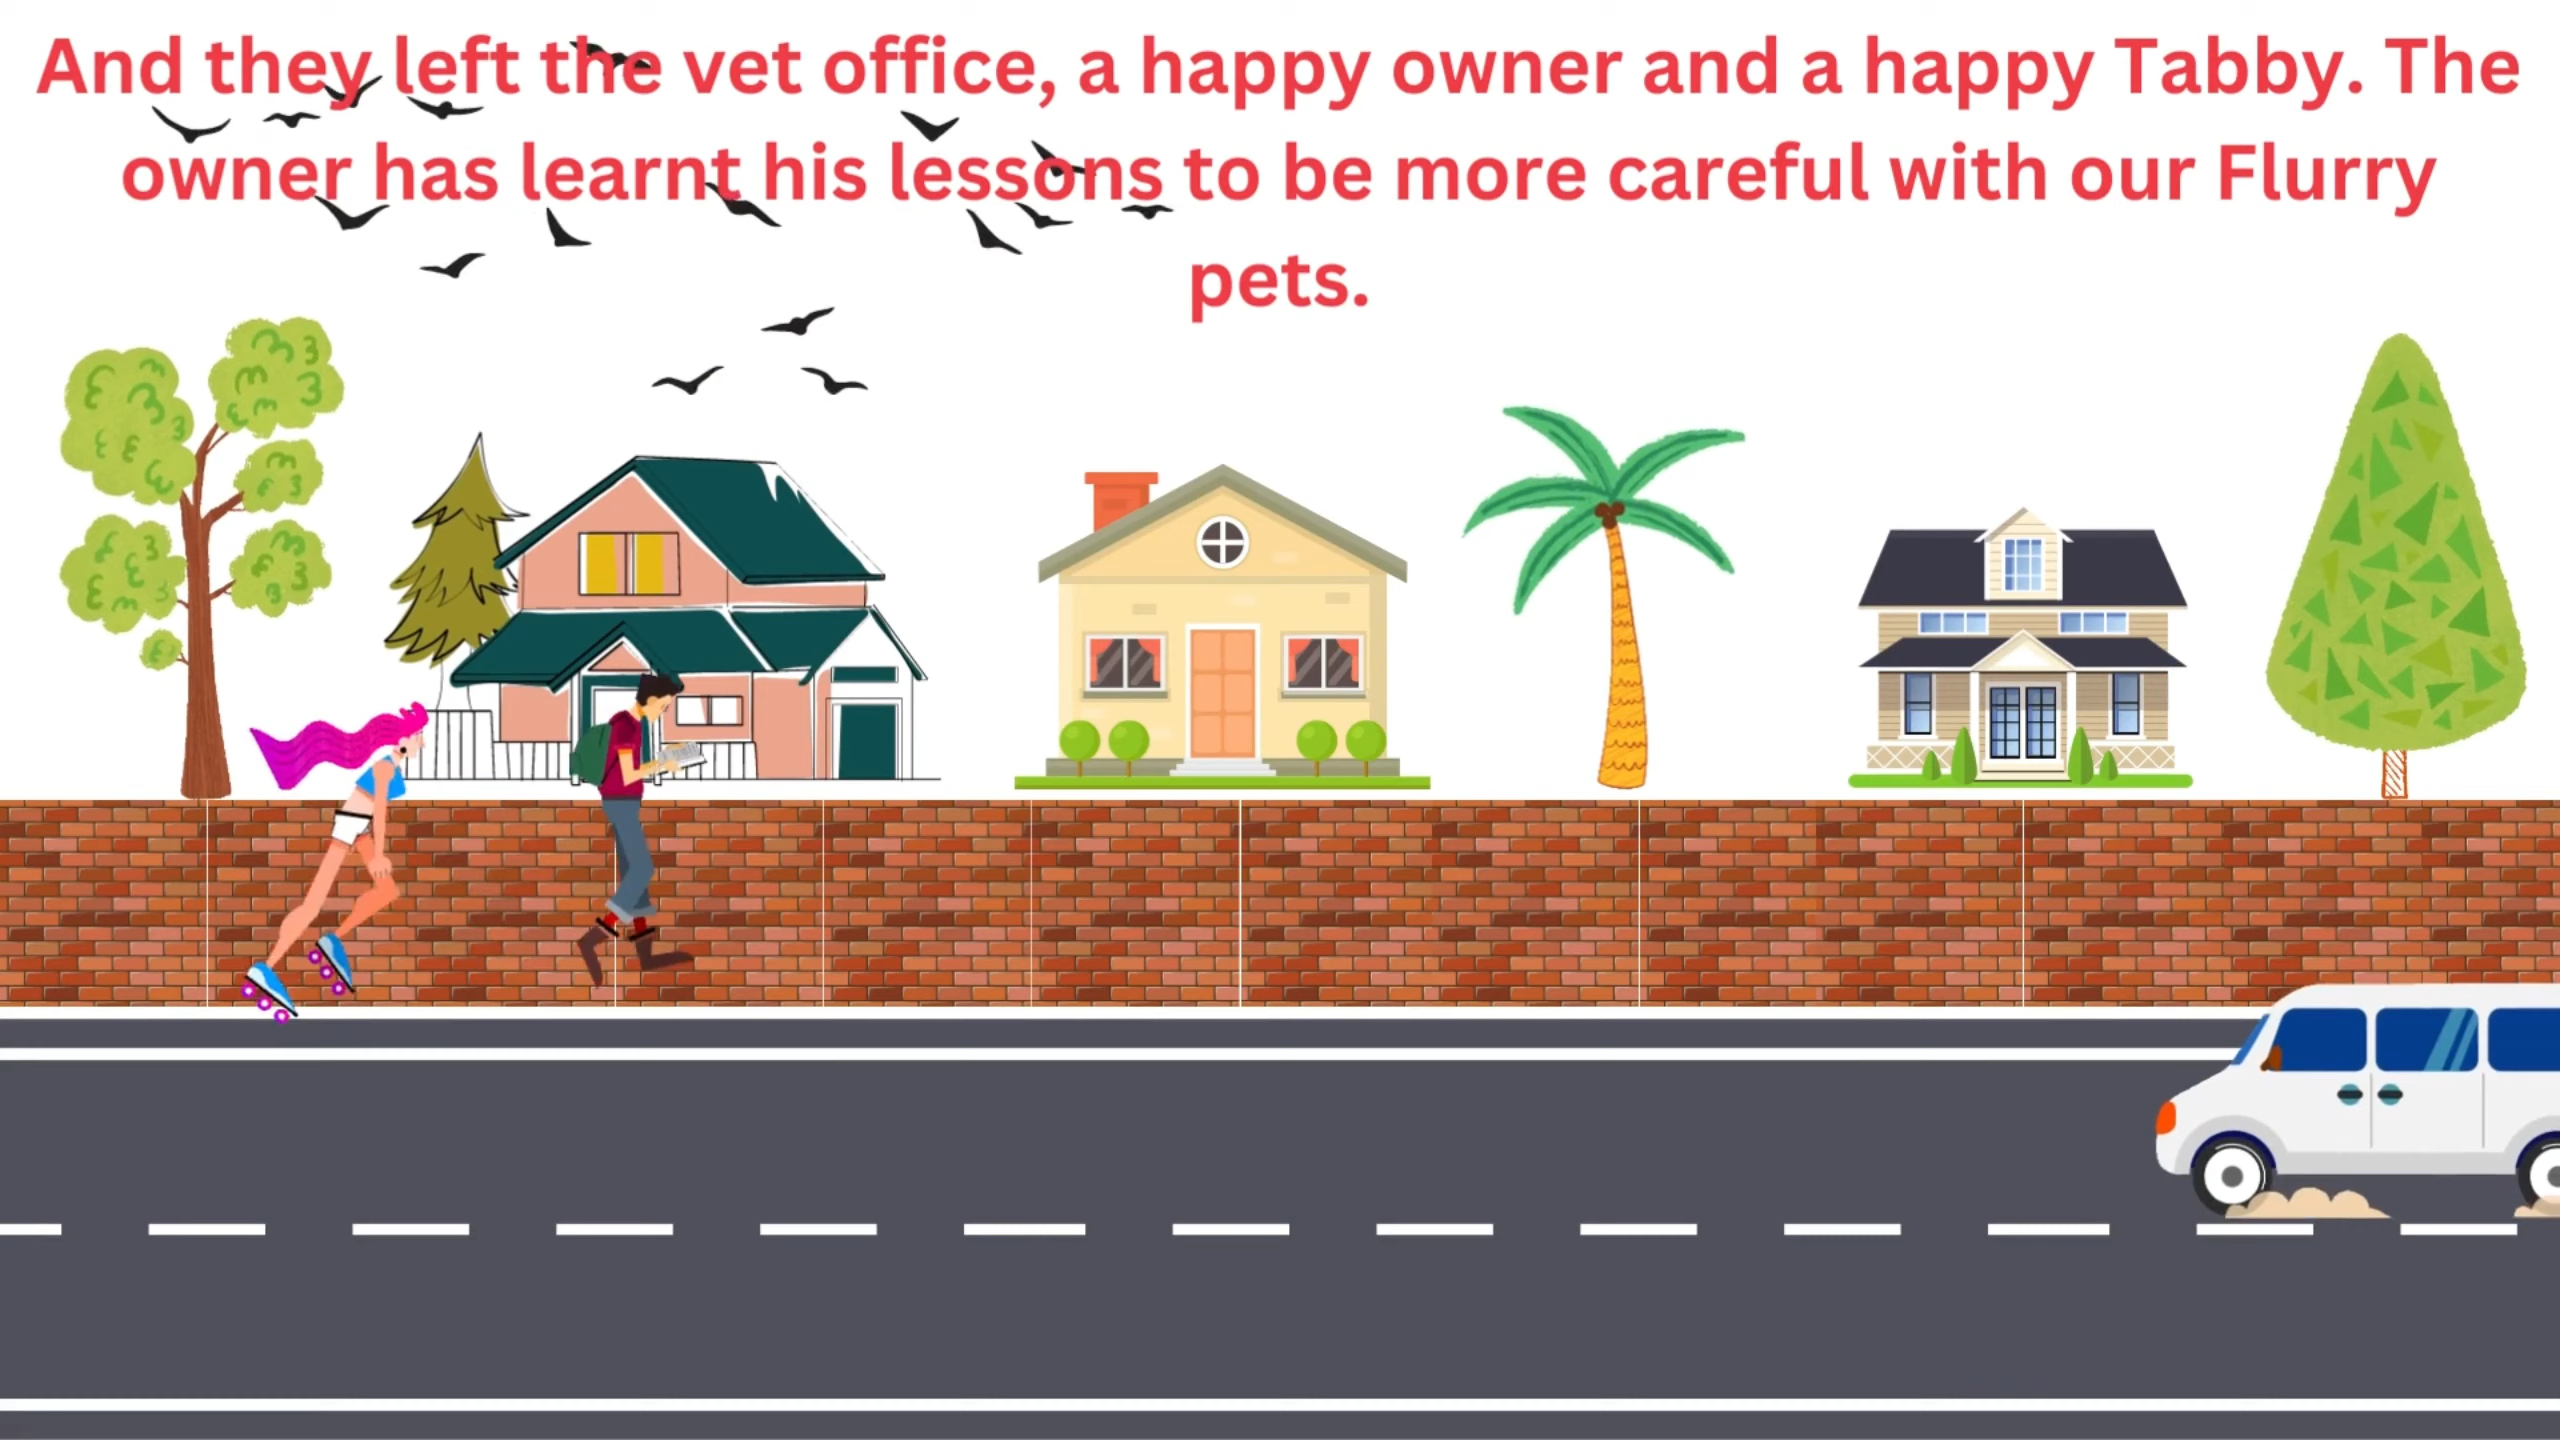 And they left the vet office, a happy owner and a happy Tabby. The
owner has learnt his lessons to be more careful with our Flurry
pets.